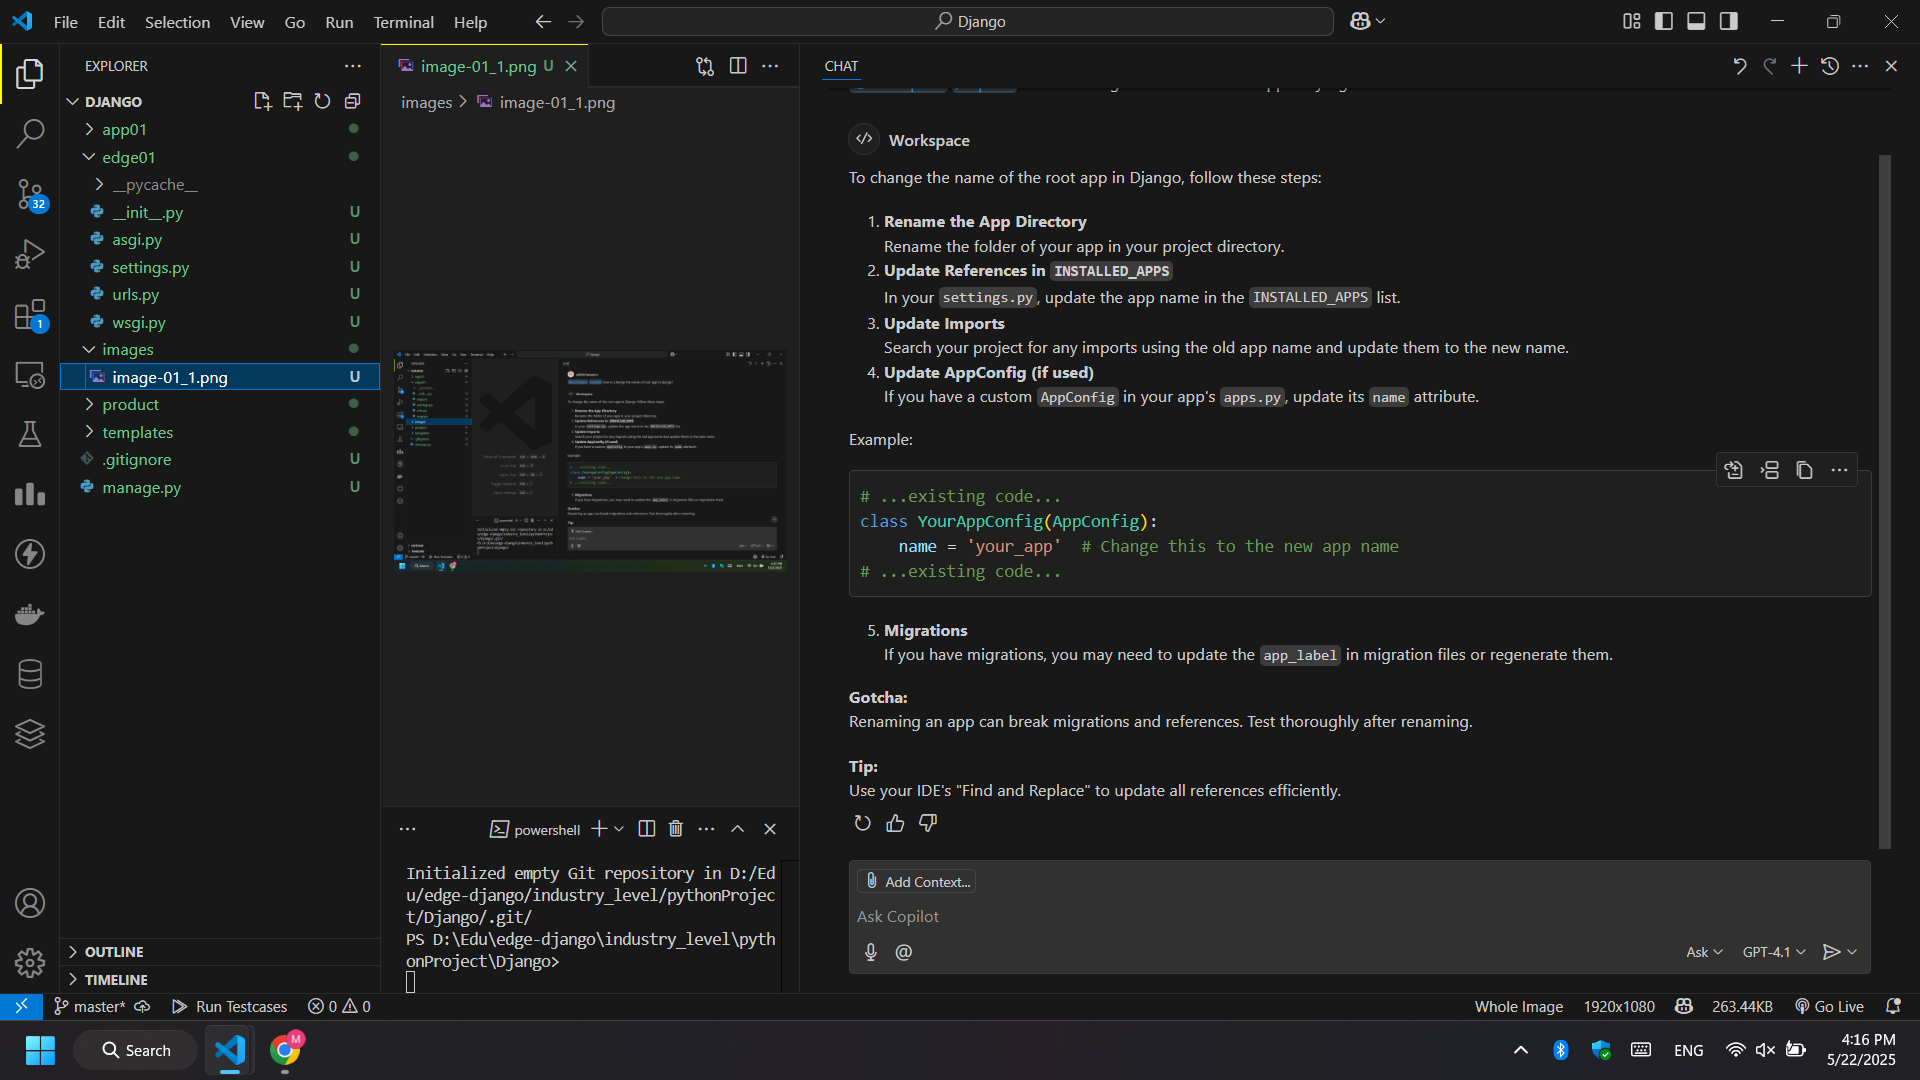 File Edit Selection View Go Run Terminal Help
Django
EXPLORER
DJANGO
app01
edge01
__pycache__
__init__.py U
asgi.py U
settings.py U
urls.py U
wsgi.py U
images
image-01_1.png U
product
templates
.gitignore U
manage.py U
OUTLINE
TIMELINE
32
1
image-01_1.png U
images > image-01_1.png
powershell
Initialized empty Git repository in D:/Ed
u/edge-django/industry_level/pythonProjec
t/Django/.git/
PS D:\Edu\edge-django\industry_level\pyth
onProject\Django>
CHAT
Workspace
To change the name of the root app in Django, follow these steps:
1. Rename the App Directory
Rename the folder of your app in your project directory.
2. Update References in INSTALLED_APPS
In your settings.py, update the app name in the INSTALLED_APPS list.
3. Update Imports
Search your project for any imports using the old app name and update them to the new name.
4. Update AppConfig (if used)
If you have a custom AppConfig in your app's apps.py, update its name attribute.
Example:
# ...existing code...
class YourAppConfig(AppConfig):
name = 'your_app'  # Change this to the new app name
# ...existing code...
5. Migrations
If you have migrations, you may need to update the app_label in migration files or regenerate them.
Gotcha:
Renaming an app can break migrations and references. Test thoroughly after renaming.
Tip:
Use your IDE's "Find and Replace" to update all references efficiently.
Add Context...
Ask Copilot
Ask GPT-4.1
master* Run Testcases 0 0
Whole Image 1920x1080 263.44KB Go Live
Search
M
ENG
4:16 PM
5/22/2025